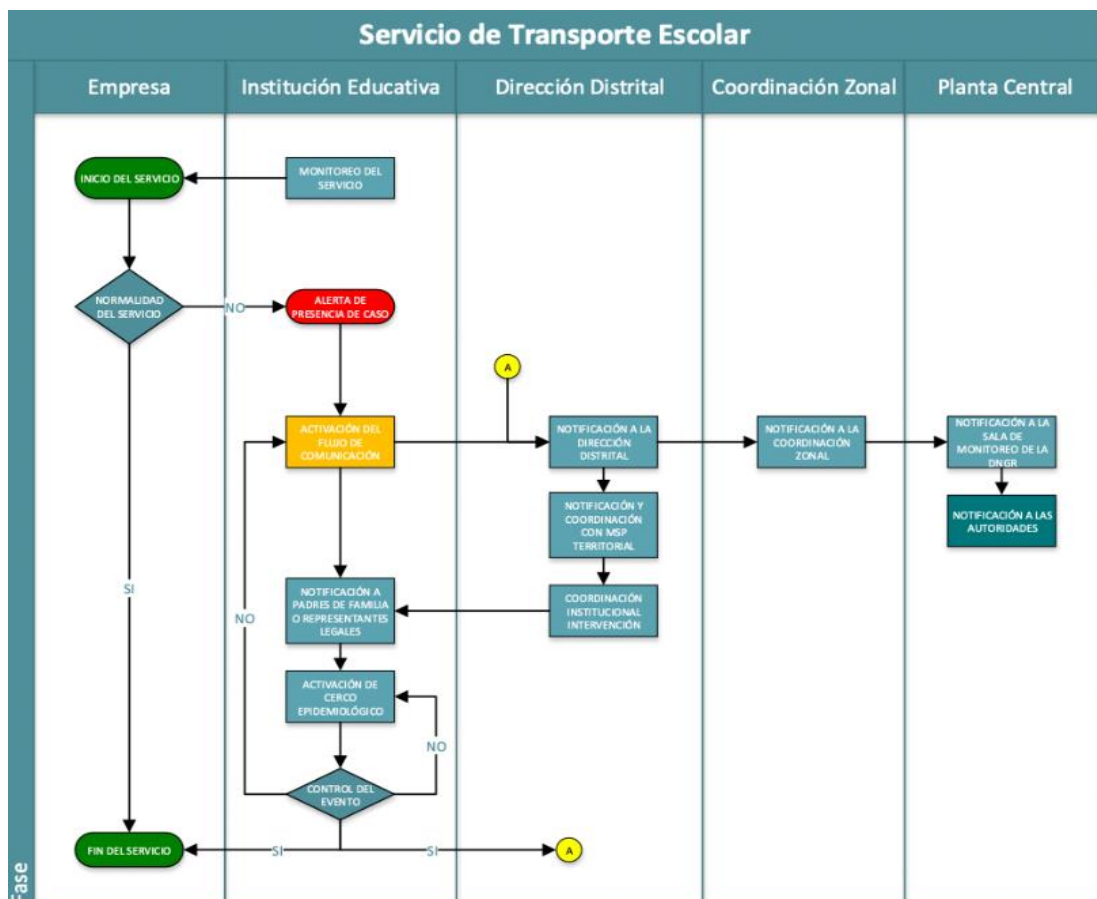 Servicio de Transporte Escolar
Empresa
Institución Educativa
Dirección Distrital
Coordinación Zonal
Planta Central
INICIO DEL SERVICIO
MONITOREO DEL
SERVICIO
NORMALIDAD
DEL SERVICIO
NO
ALERTA DE
PRESENCIA DE CASO
A
ACTIVACIÓN DEL
FLUJO DE
COMUNICACIÓN
NOTIFICACIÓN A LA
DIRECCIÓN
DISTRITAL
NOTIFICACIÓN A LA
COORDINACIÓN
ZONAL
NOTIFICACIÓN A LA
SALA DE
MONITOREO DE LA
DNGR
NOTIFICACIÓN Y
COORDINACIÓN
CON MSP
TERRITORIAL
NOTIFICACIÓN A LAS
AUTORIDADES
SI
NO
NOTIFICACIÓN A
PADRES DE FAMILIA
O REPRESENTANTES
LEGALES
COORDINACIÓN
INSTITUCIONAL
INTERVENCIÓN
ACTIVACIÓN DE
CERCO
EPIDEMIOLÓGICO
NO
CONTROL DEL
EVENTO
FIN DEL SERVICIO
SI
SI
A
Fase